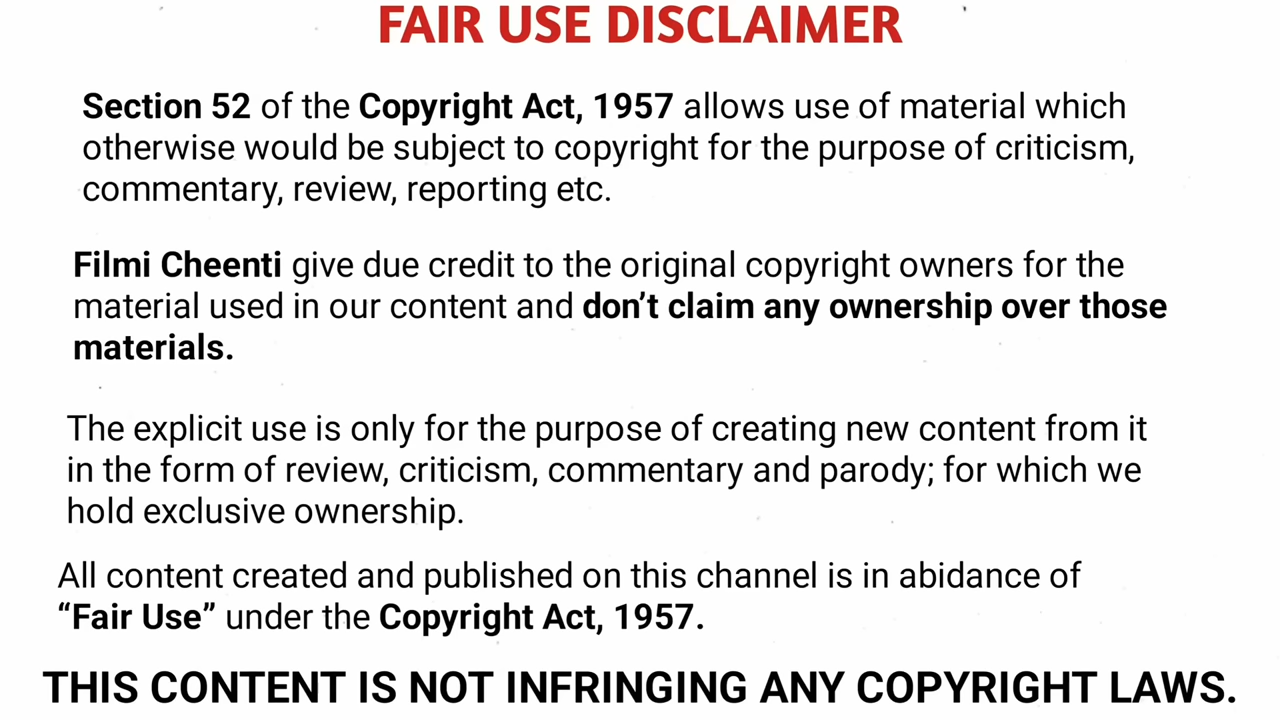 FAIR USE DISCLAIMER
Section 52 of the Copyright Act, 1957 allows use of material which
otherwise would be subject to copyright for the purpose of criticism,
commentary, review, reporting etc.
Filmi Cheenti give due credit to the original copyright owners for the
material used in our content and don’t claim any ownership over those
materials.
The explicit use is only for the purpose of creating new content from it
in the form of review, criticism, commentary and parody; for which we
hold exclusive ownership.
All content created and published on this channel is in abidance of
“Fair Use” under the Copyright Act, 1957.
THIS CONTENT IS NOT INFRINGING ANY COPYRIGHT LAWS.